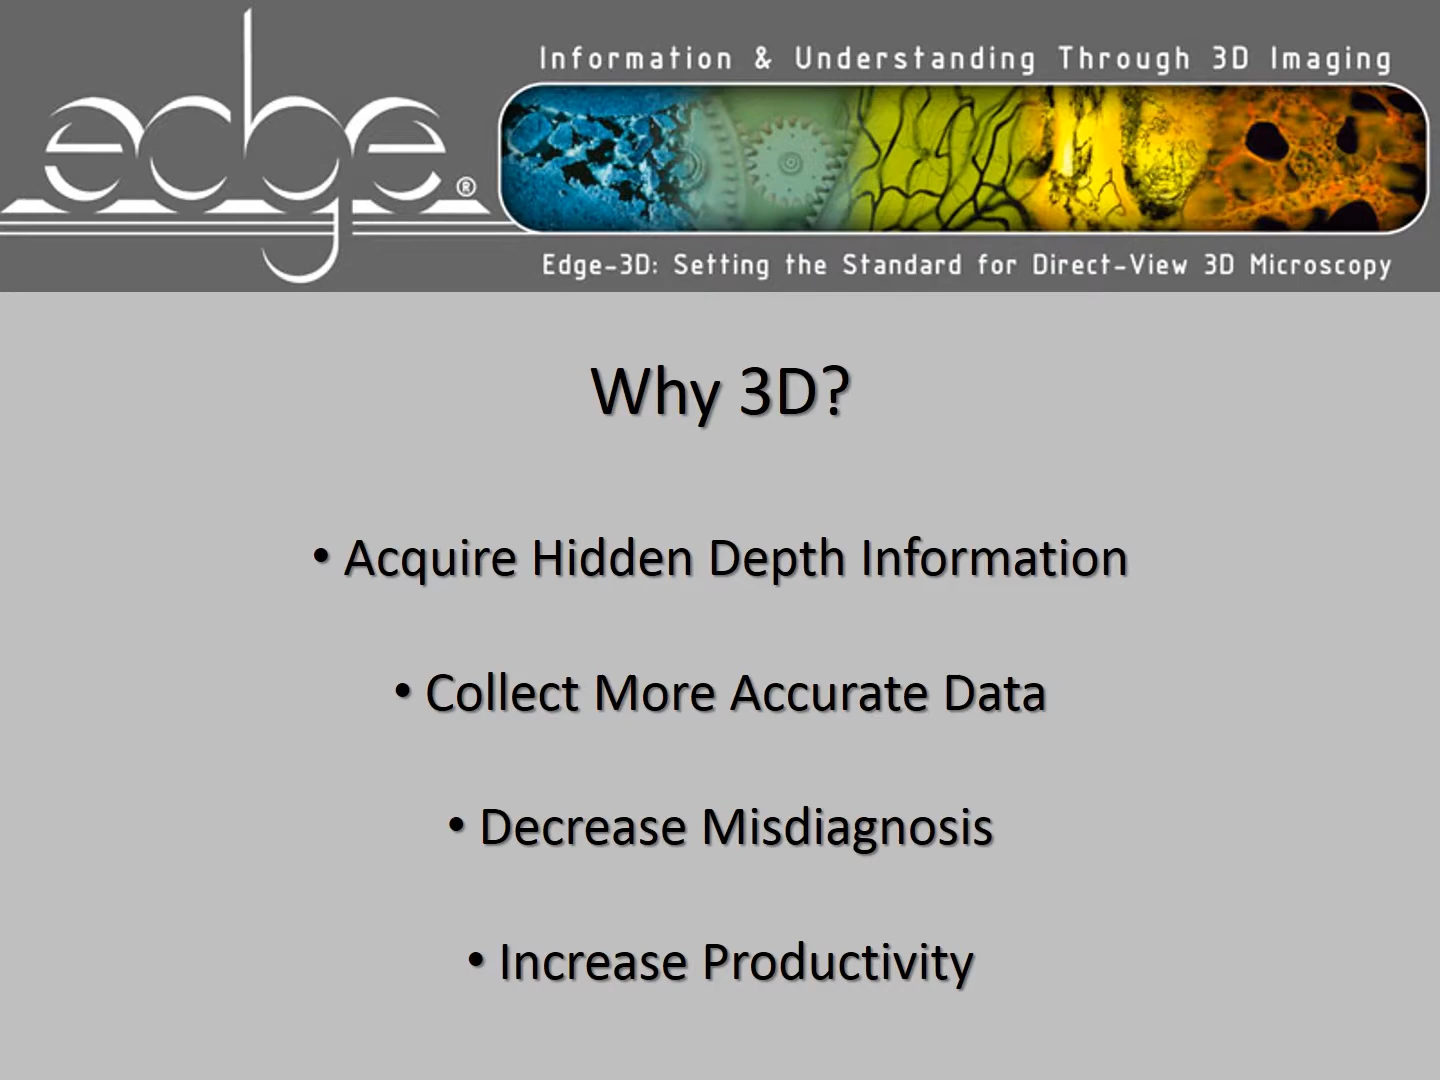 edge®
Information & Understanding Through 3D Imaging
Edge-3D: Setting the Standard for Direct-View 3D Microscopy
Why 3D?
• Acquire Hidden Depth Information
• Collect More Accurate Data
• Decrease Misdiagnosis
• Increase Productivity